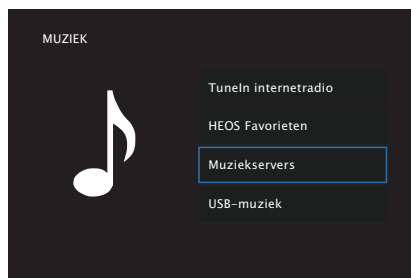 MUZIEK
TuneIn internetradio
HEOS Favorieten
Muziekservers
USB-muziek